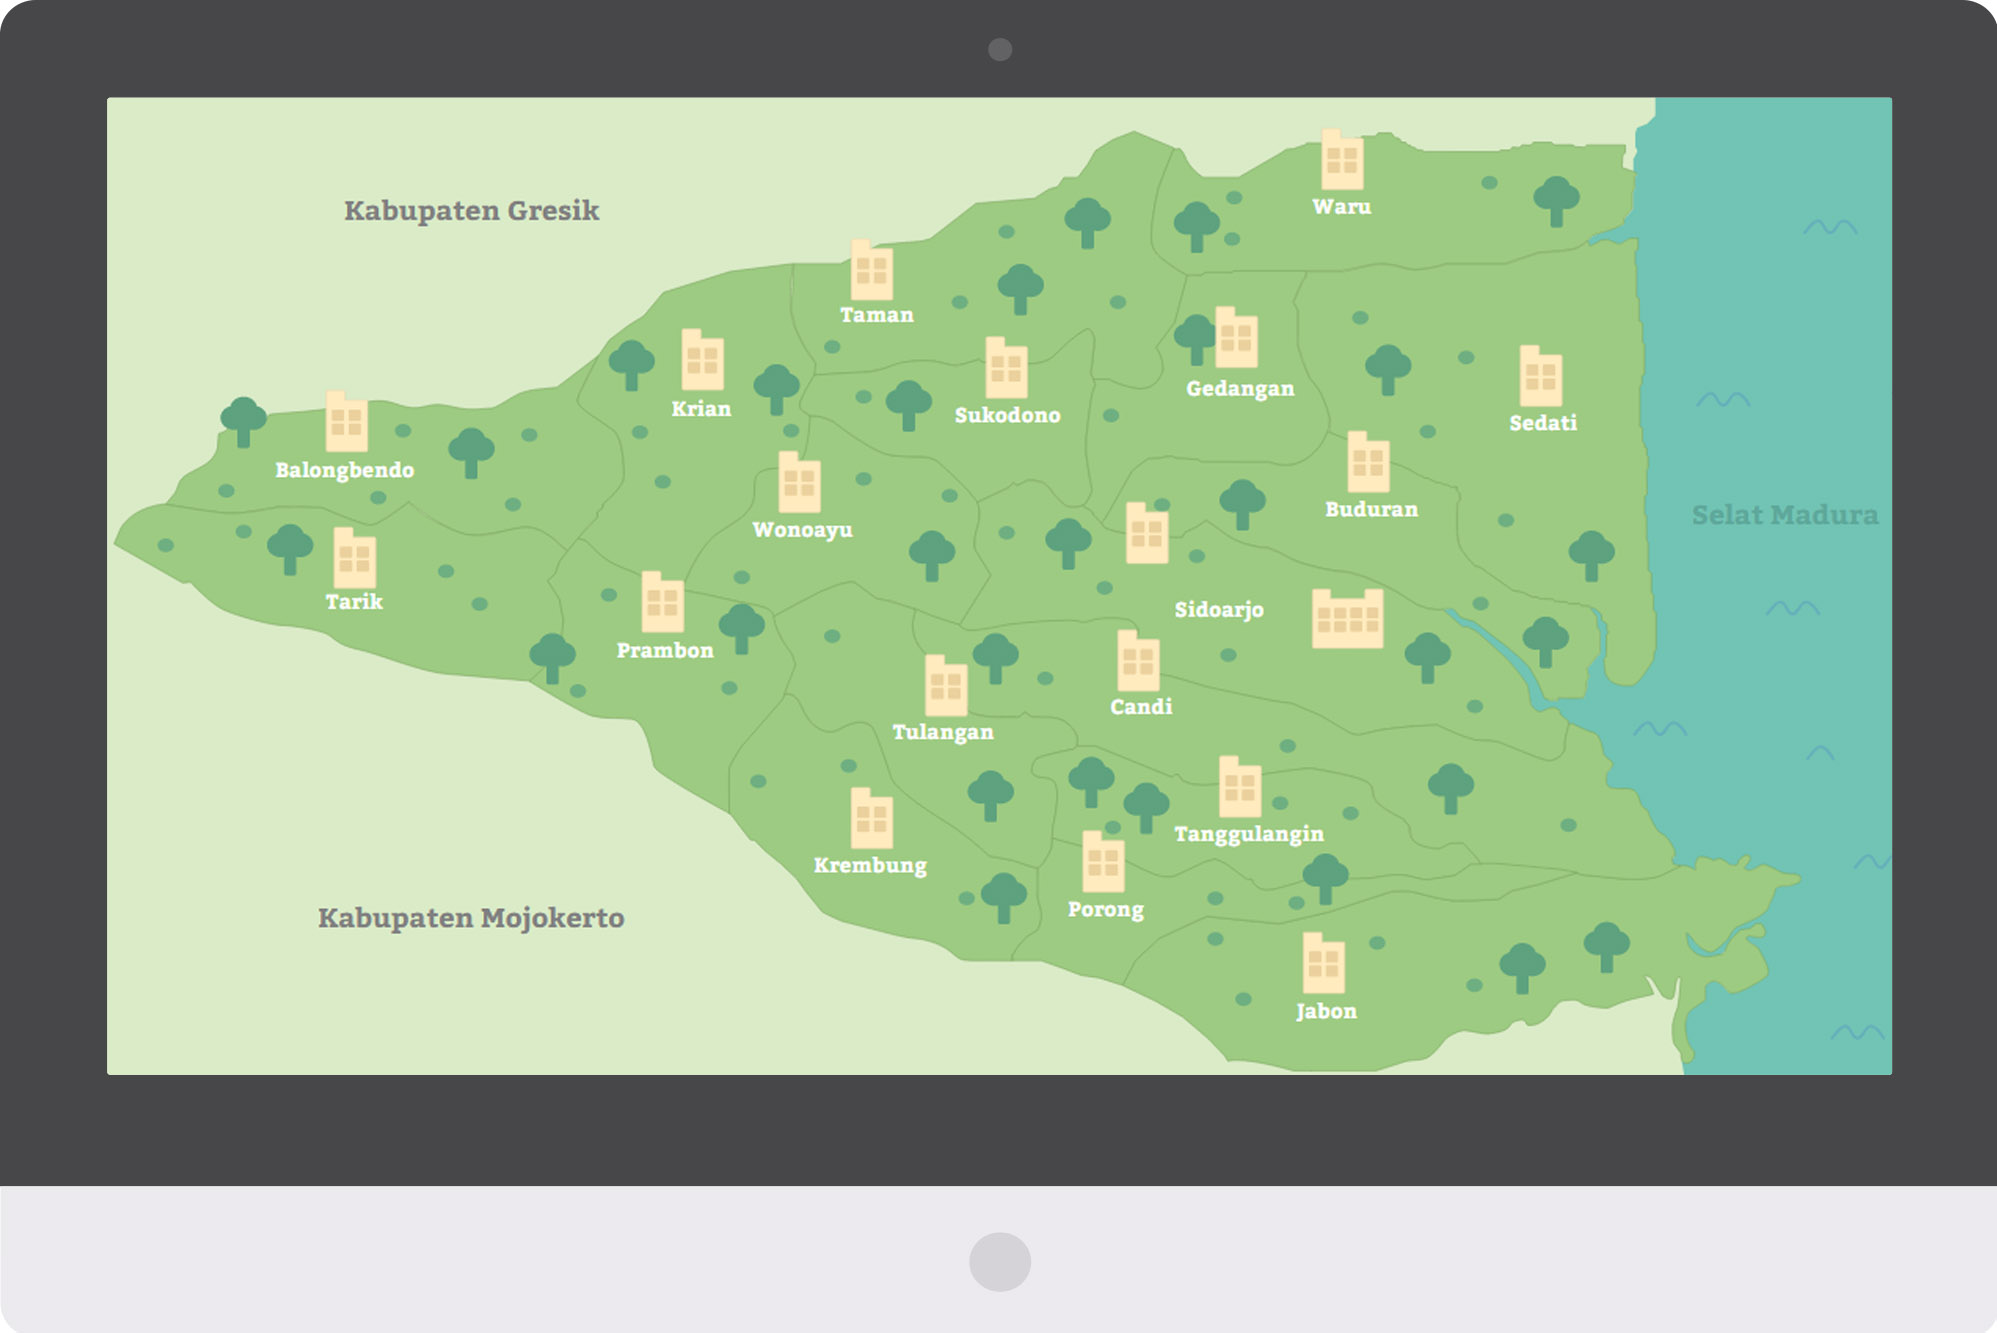 Waru
Kabupaten Gresik
Taman
Gedangan
Krian
Sukodono
Sedati
Balongbendo
Buduran
Selat Madura
Wonoayu
Tarik
Sidoarjo
Prambon
Candi
Tulangan
Tanggulangin
Krembung
Porong
Kabupaten Mojokerto
Jabon